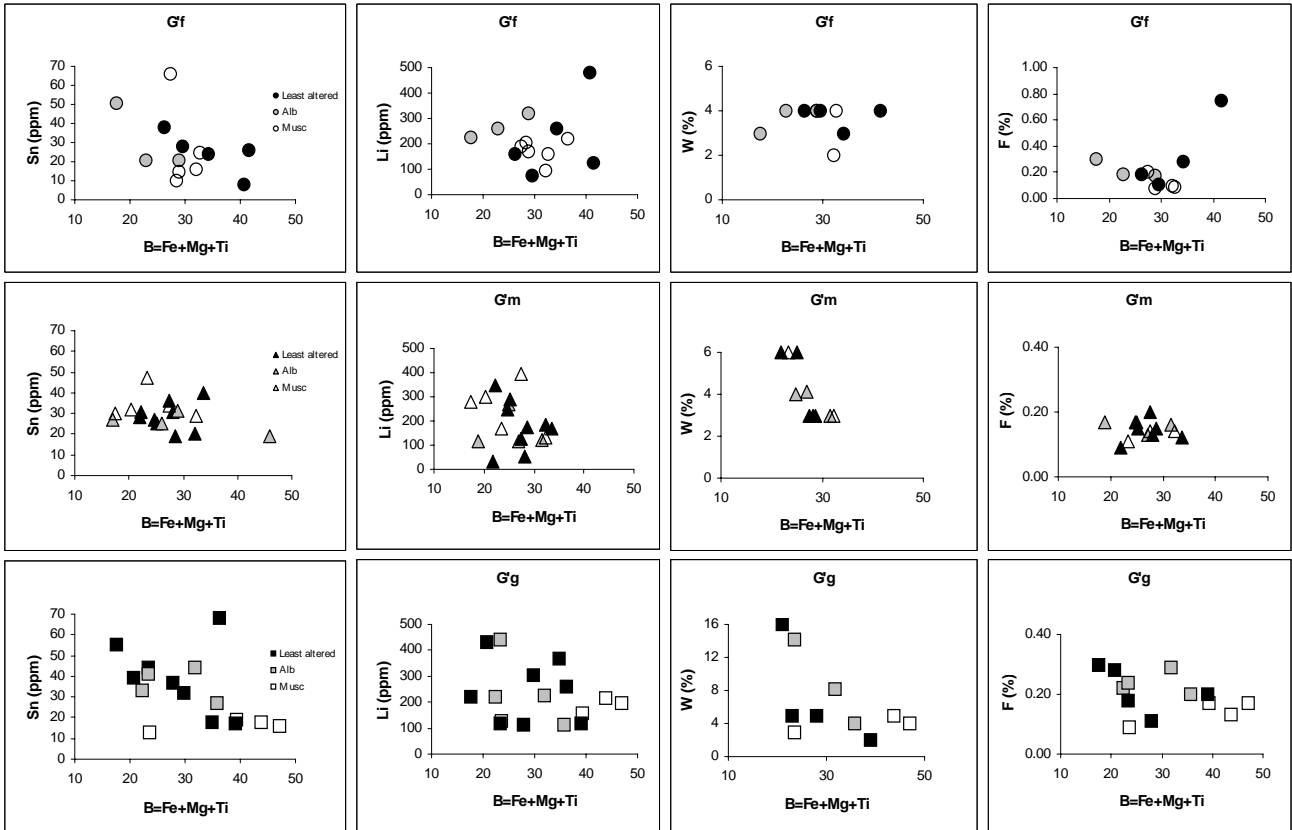 G'f
Sn (ppm)
70
60
50
40
30
20
10
0
10 20 30 40 50
B=Fe+Mg+Ti
Least altered
Alb
Musc
G'f
Li (ppm)
500
400
300
200
100
0
10 20 30 40 50
B=Fe+Mg+Ti
G'f
W (%)
6
4
2
0
10 30 50
B=Fe+Mg+Ti
G'f
F (%)
1.00
0.80
0.60
0.40
0.20
0.00
10 20 30 40 50
B=Fe+Mg+Ti
Sn (ppm)
70
60
50
40
30
20
10
0
10 20 30 40 50
B=Fe+Mg+Ti
Least altered
Alb
Musc
G'm
Li (ppm)
500
400
300
200
100
0
10 20 30 40 50
B=Fe+Mg+Ti
G'm
W (%)
6
4
2
0
10 30 50
B=Fe+Mg+Ti
G'm
F (%)
0.40
0.20
0.00
10 20 30 40 50
B=Fe+Mg+Ti
Sn (ppm)
70
60
50
40
30
20
10
0
10 20 30 40 50
B=Fe+Mg+Ti
Least altered
Alb
Musc
G'g
Li (ppm)
500
400
300
200
100
0
10 20 30 40 50
B=Fe+Mg+Ti
G'g
W (%)
16
12
8
4
0
10 30 50
B=Fe+Mg+Ti
G'g
F (%)
0.40
0.20
0.00
10 20 30 40 50
B=Fe+Mg+Ti